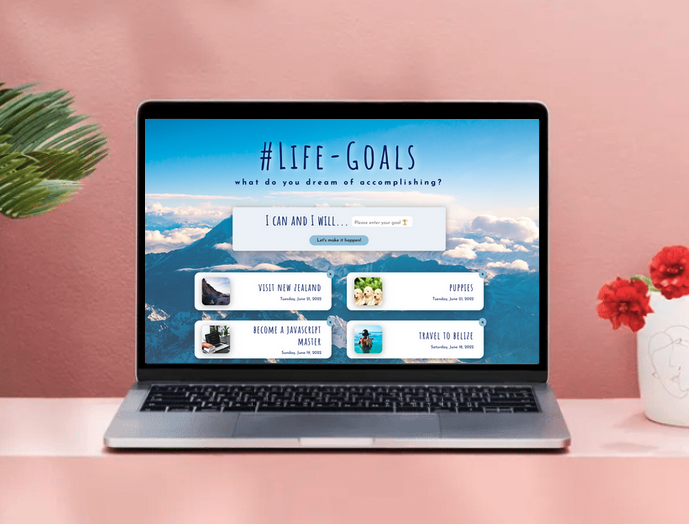 #Life-Goals
what do you dream of accomplishing?
I can and I will...
Please enter your goal 🏆
Let's make it happen!
visit New Zealand
Tuesday, June 21, 2022
puppies
Tuesday, June 21, 2022
become a JavaScript
master
Sunday, June 19, 2022
travel to Belize
Saturday, June 18, 2022